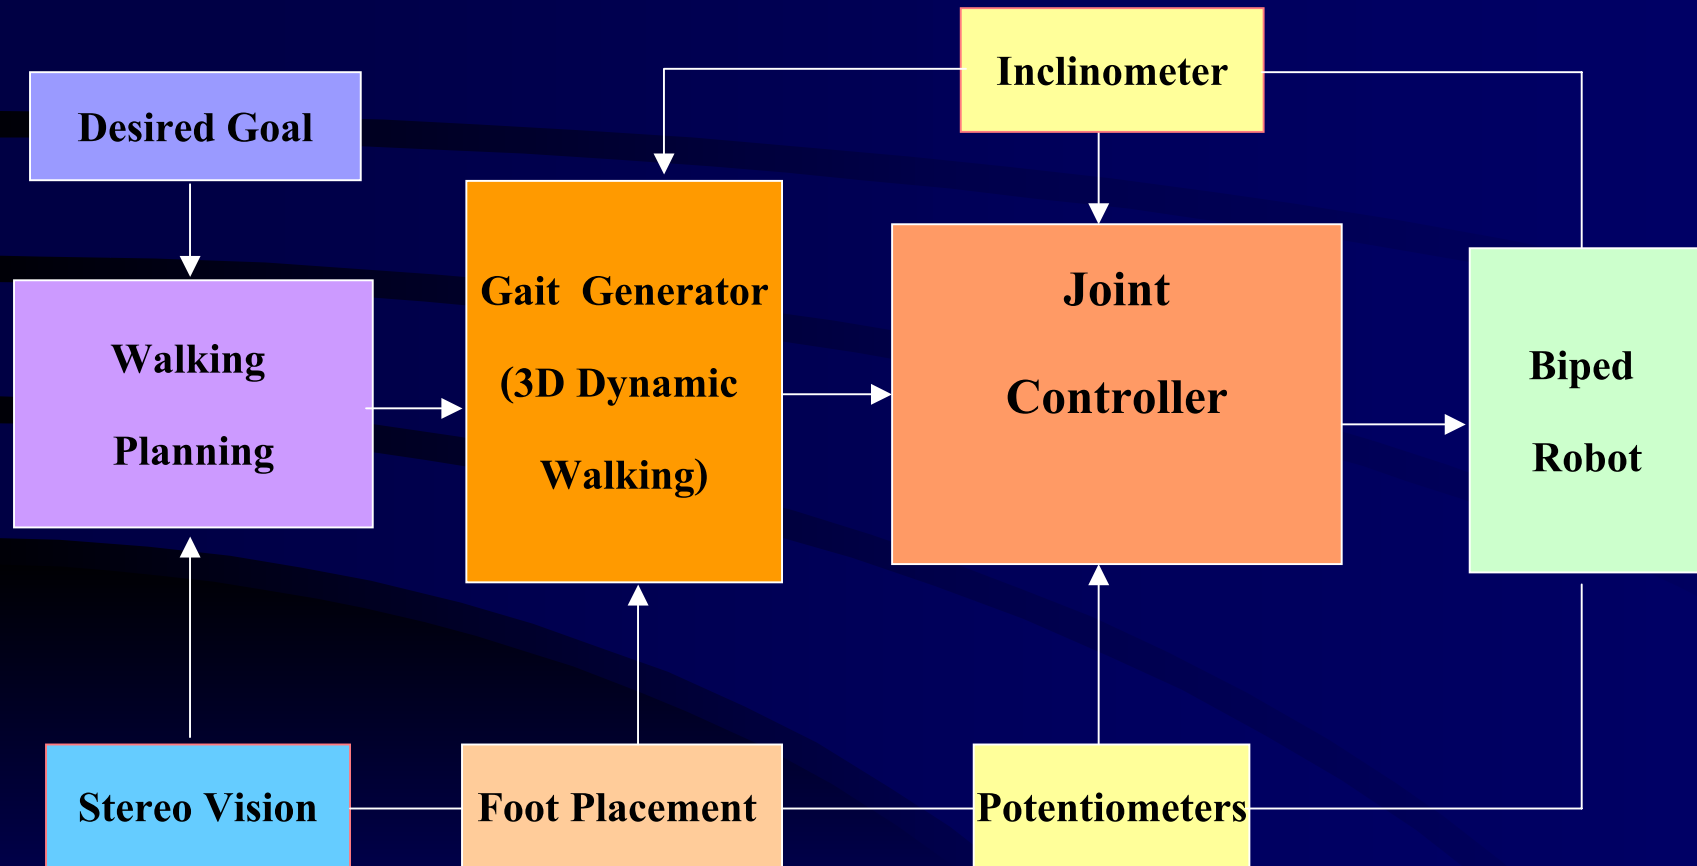 Inclinometer
Desired Goal
Gait Generator
(3D Dynamic
Walking)
Joint
Controller
Walking
Planning
Biped
Robot
Stereo Vision
Foot Placement
Potentiometers